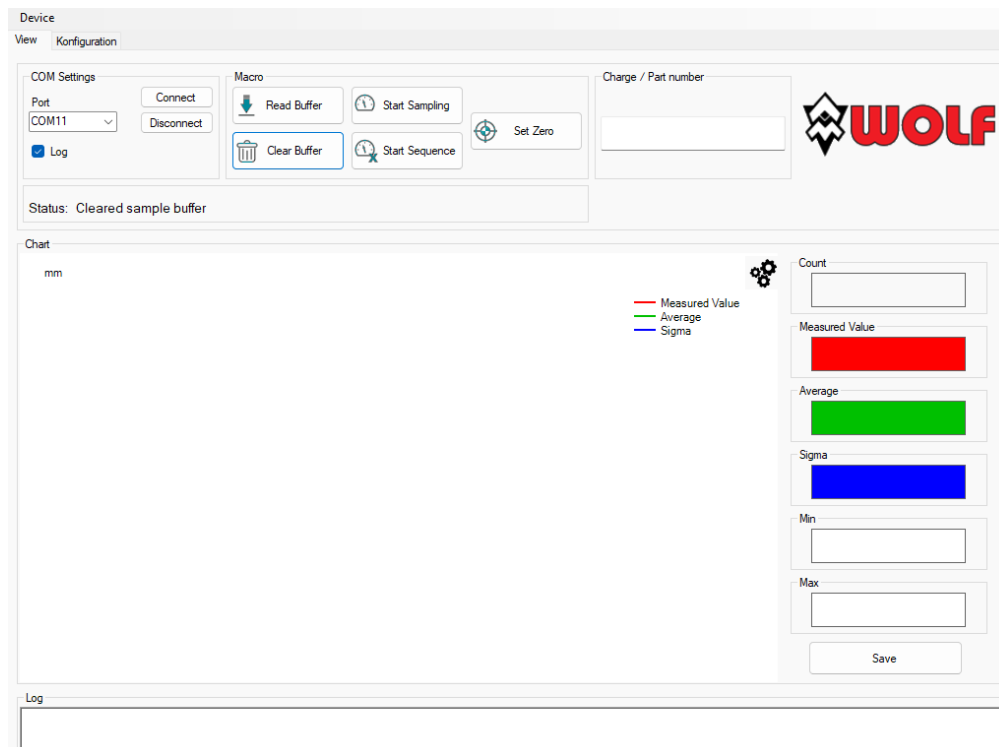 Device
View Konfiguration
COM Settings
Port
COM11
Log
Connect
Disconnect
Macro
Read Buffer
Start Sampling
Clear Buffer
Start Sequence
Set Zero
Charge / Part number
WOLF
Status: Cleared sample buffer
Chart
mm
Measured Value
Average
Sigma
Count
Measured Value
Average
Sigma
Min
Max
Save
Log